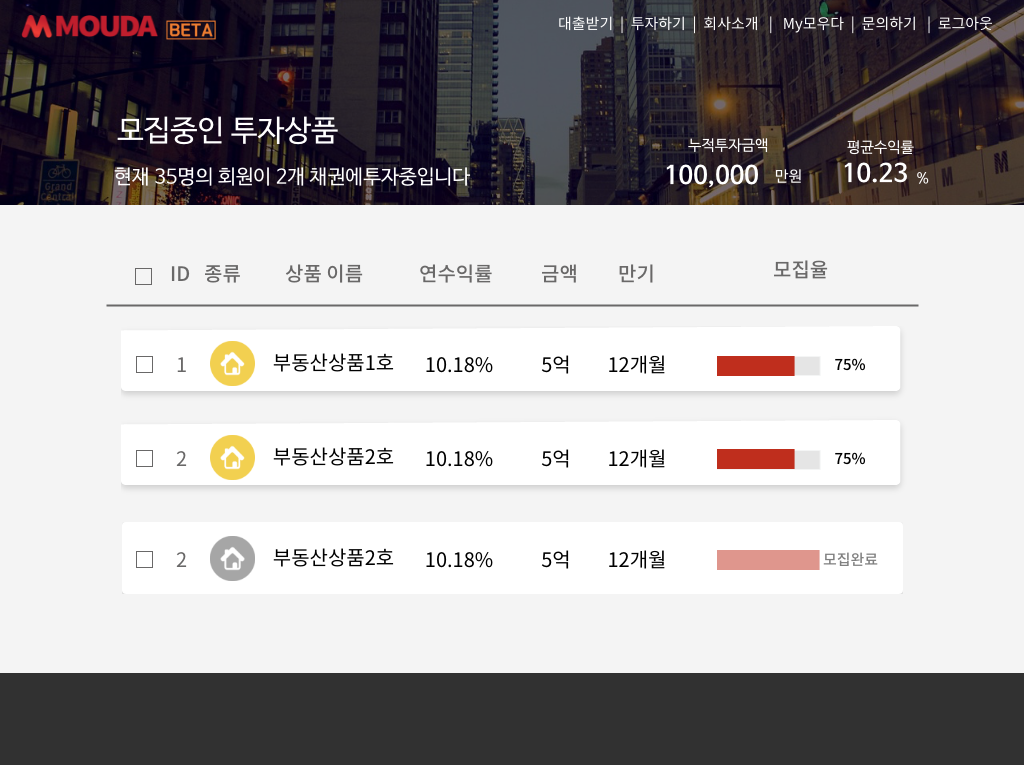 MOUDA BETA
대출받기 | 투자하기 | 회사소개 | My모우다 | 문의하기 | 로그아웃
모집중인 투자상품
현재 35명의 회원이 2개 채권에투자중입니다
누적투자금액
100,000 만원
평균수익률
10.23 %
Grand
Central
M M
ID 종류 상품 이름 연수익률 금액 만기 모집율
1 부동산상품1호 10.18% 5억 12개월 75%
2 부동산상품2호 10.18% 5억 12개월 75%
2 부동산상품2호 10.18% 5억 12개월 모집완료